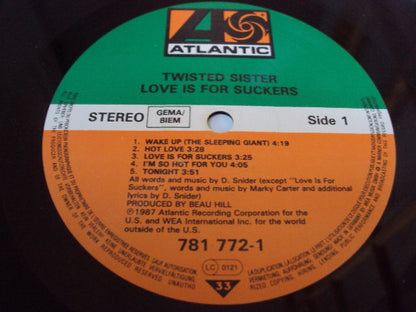 ATLANTIC
TWISTED SISTER
LOVE IS FOR SUCKERS
STEREO
GEMA/
BIEM
Side 1
1. WAKE UP (THE SLEEPING GIANT) 4:19
2. HOT LOVE 3:28
3. LOVE IS FOR SUCKERS 3:25
4. I'M SO HOT FOR YOU 4:05
5. TONIGHT 3:51
All words and music by D. Snider (except "Love Is For
Suckers", words and music by Marky Carter and additional
lyrics by D. Snider)
PRODUCED BY BEAU HILL
℗1987 Atlantic Recording Corporation for the
U.S. and WEA International Inc. for the world
outside of the U.S.
781 772-1
LC 0121
33